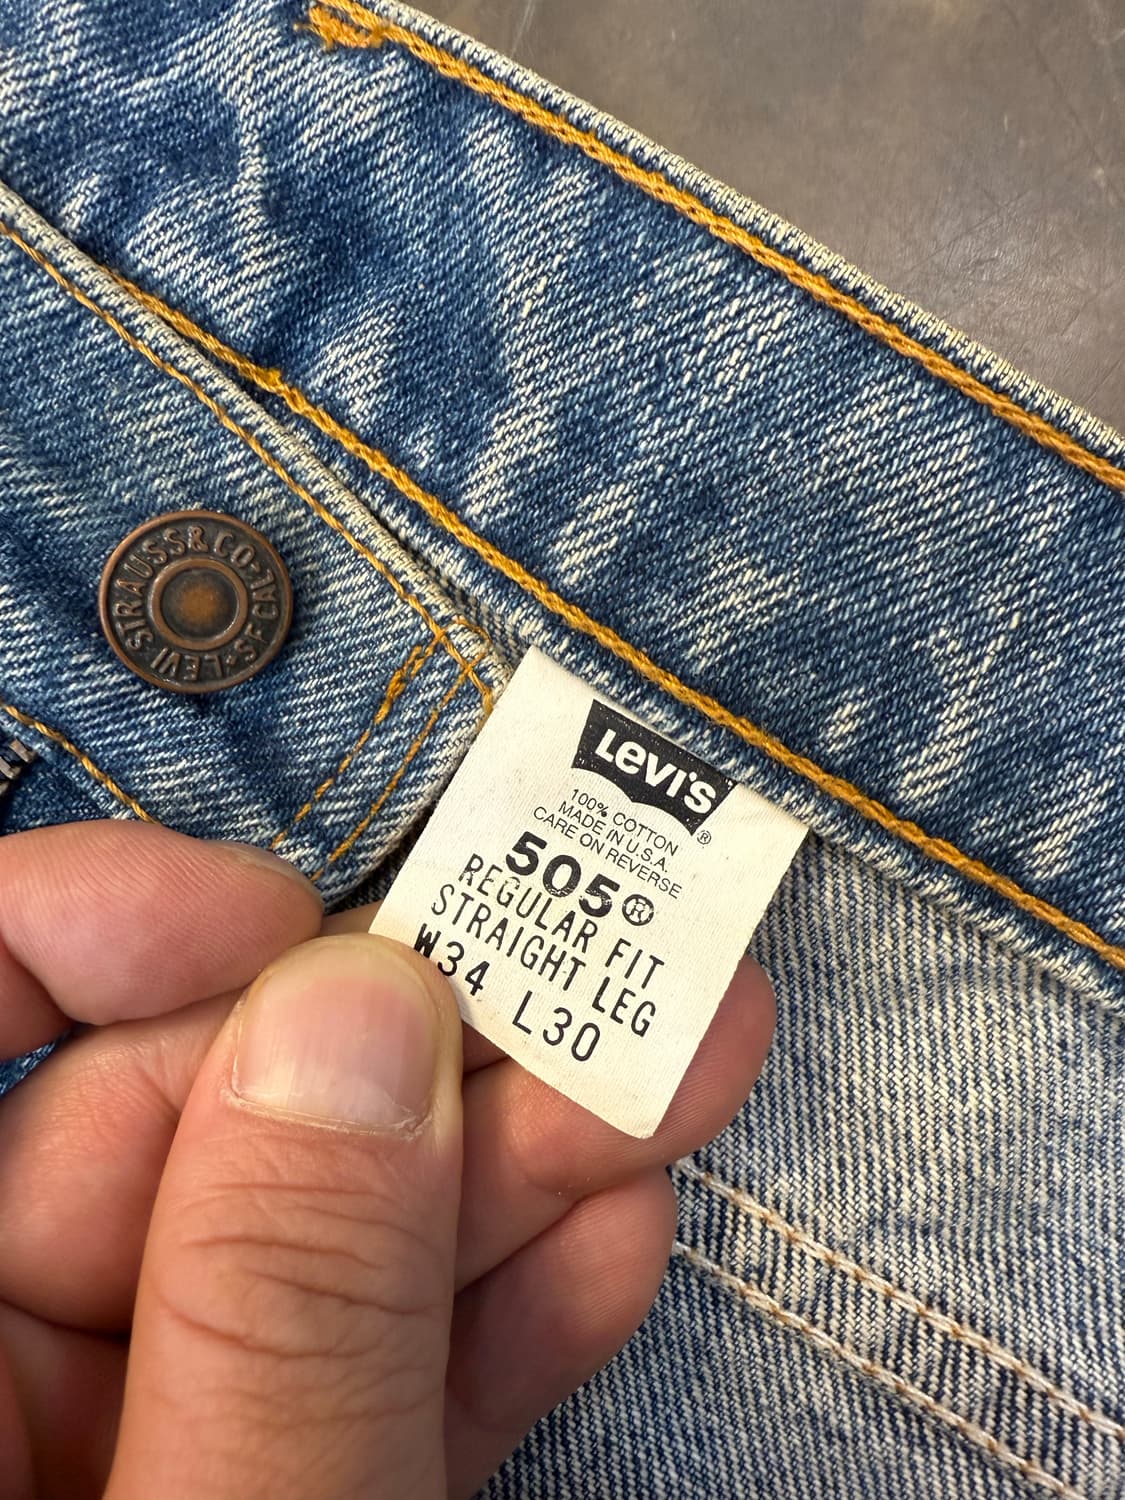 LEVI STRAUSS & CO · S F CAL ·
LEVI'S ®
100% COTTON
MADE IN U.S.A.
CARE ON REVERSE
505®
REGULAR FIT
STRAIGHT LEG
W34 L30